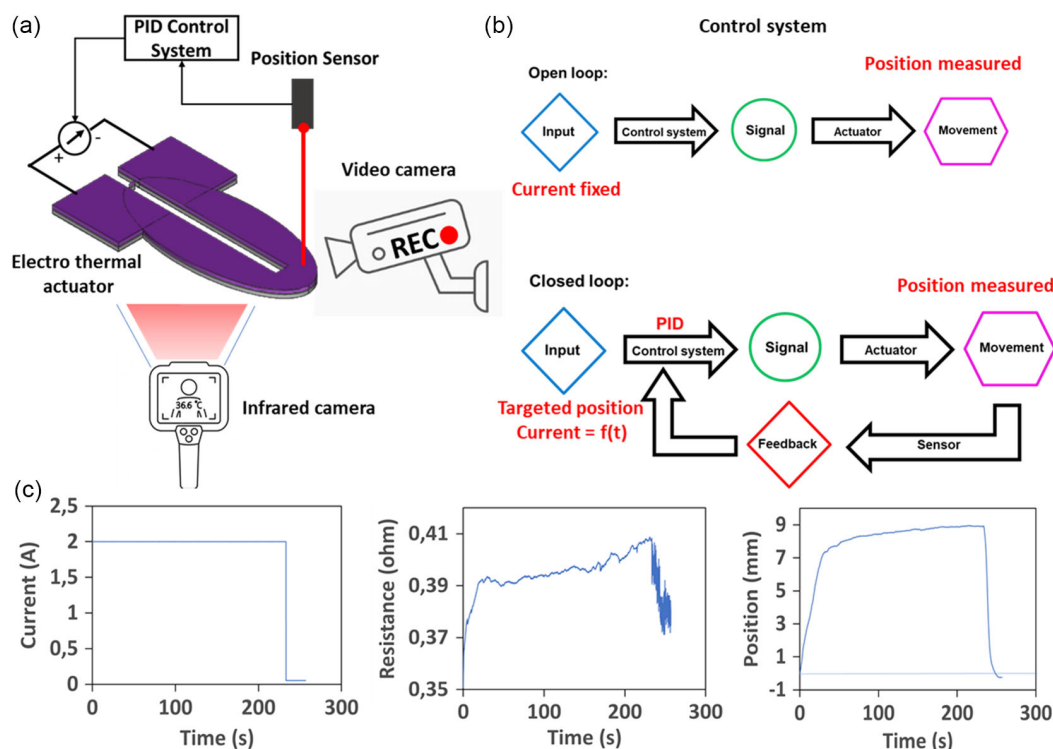 (a)
PID Control
System
Position Sensor
-
+
Video camera
REC
Electro thermal
actuator
36.6 °C
Infrared camera
(b)
Control system
Open loop:
Position measured
Input
Control system
Signal
Actuator
Movement
Current fixed
Closed loop:
Position measured
PID
Input
Control system
Signal
Actuator
Movement
Targeted position
Current = f(t)
Feedback
Sensor
(c)
2,5
2
1,5
1
0,5
0
Current (A)
0
100
200
300
Time (s)
0,41
0,39
0,37
0,35
Resistance (ohm)
0
100
200
300
Time (s)
9
7
5
3
1
-1
Position (mm)
0
100
200
300
Time (s)